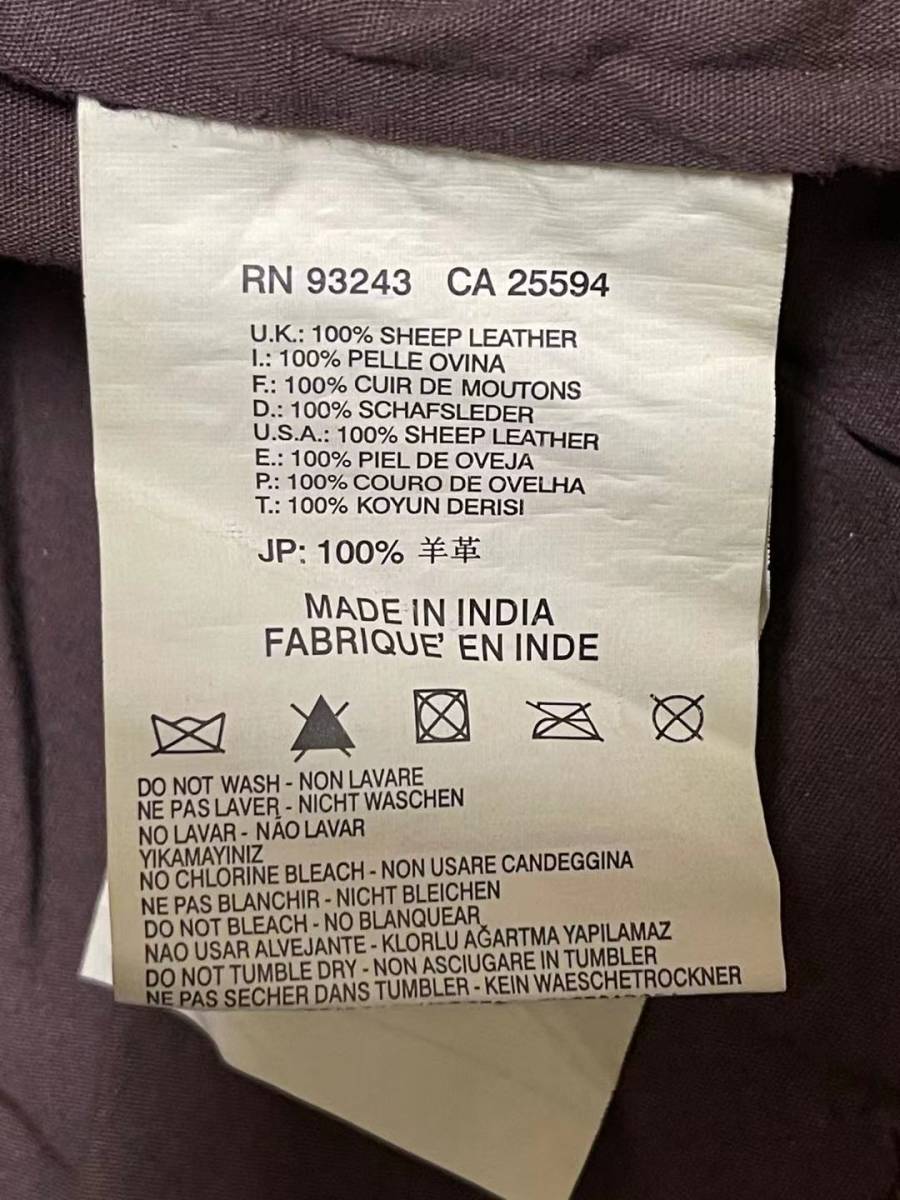 RN 93243 CA 25594
U.K.: 100% SHEEP LEATHER
I.: 100% PELLE OVINA
F.: 100% CUIR DE MOUTONS
D.: 100% SCHAFSLEDER
U.S.A.: 100% SHEEP LEATHER
E.: 100% PIEL DE OVEJA
P.: 100% COURO DE OVELHA
T.: 100% KOYUN DERISI
JP: 100% 羊革
MADE IN INDIA
FABRIQUE' EN INDE
DO NOT WASH - NON LAVARE
NE PAS LAVER - NICHT WASCHEN
NO LAVAR - NÃO LAVAR
YIKAMAYINIZ
NO CHLORINE BLEACH - NON USARE CANDEGGINA
NE PAS BLANCHIR - NICHT BLEICHEN
DO NOT BLEACH - NO BLANQUEAR
NAO USAR ALVEJANTE - KLORLU AĞARTMA YAPILAMAZ
DO NOT TUMBLE DRY - NON ASCIUGARE IN TUMBLER
NE PAS SECHER DANS TUMBLER - KEIN WAESCHETROCKNER